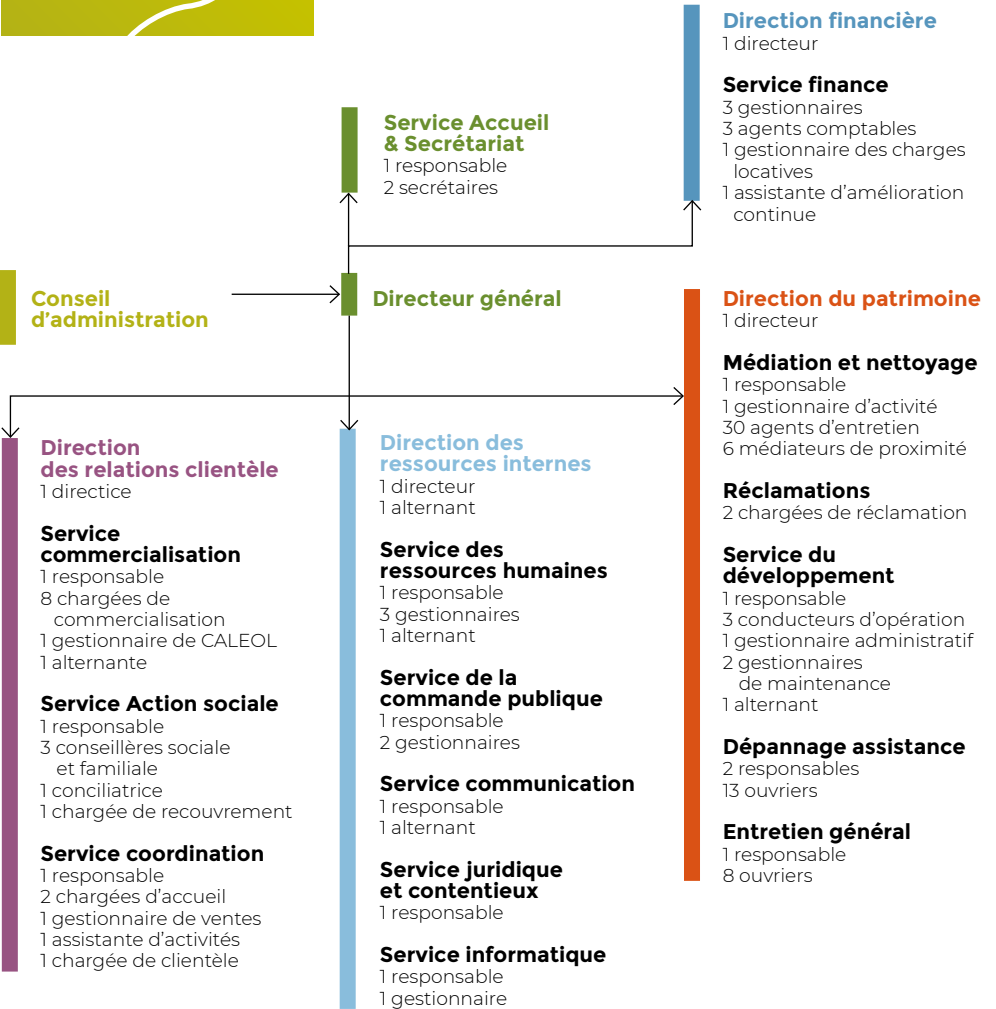 Direction financière
1 directeur
Service finance
3 gestionnaires
3 agents comptables
1 gestionnaire des charges
locatives
1 assistante d'amélioration
continue
Service Accueil
& Secrétariat
1 responsable
2 secrétaires
Conseil
d'administration
Directeur général
Direction du patrimoine
1 directeur
Médiation et nettoyage
1 responsable
1 gestionnaire d'activité
30 agents d'entretien
6 médiateurs de proximité
Réclamations
2 chargées de réclamation
Service du
développement
1 responsable
3 conducteurs d'opération
1 gestionnaire administratif
2 gestionnaires
de maintenance
1 alternant
Dépannage assistance
2 responsables
13 ouvriers
Entretien général
1 responsable
8 ouvriers
Direction
des relations clientèle
1 directice
Service
commercialisation
1 responsable
8 chargées de
commercialisation
1 gestionnaire de CALEOL
1 alternante
Service Action sociale
1 responsable
3 conseillères sociale
et familiale
1 conciliatrice
1 chargée de recouvrement
Service coordination
1 responsable
2 chargées d'accueil
1 gestionnaire de ventes
1 assistante d'activités
1 chargée de clientèle
Direction des
ressources internes
1 directeur
1 alternant
Service des
ressources humaines
1 responsable
3 gestionnaires
1 alternant
Service de la
commande publique
1 responsable
2 gestionnaires
Service communication
1 responsable
1 alternant
Service juridique
et contentieux
1 responsable
Service informatique
1 responsable
1 gestionnaire